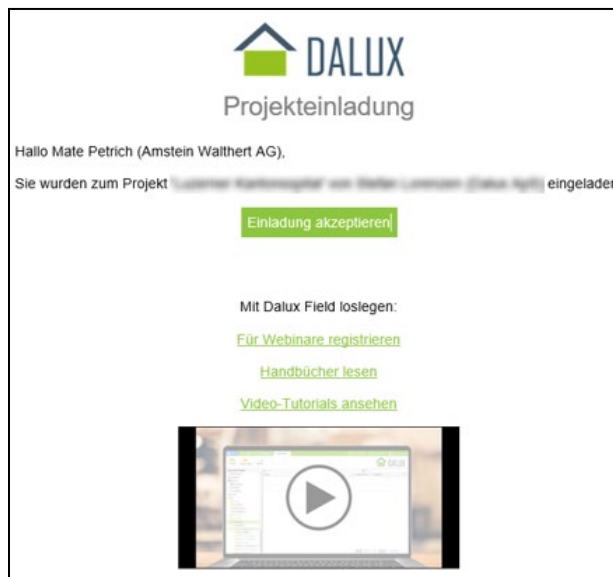 DALUX
Projekteinladung
Hallo Mate Petrich (Amstein Walthert AG),
Sie wurden zum Projekt eingeladen
Einladung akzeptieren
Mit Dalux Field loslegen:
Für Webinare registrieren
Handbücher lesen
Video-Tutorials ansehen
DALUX